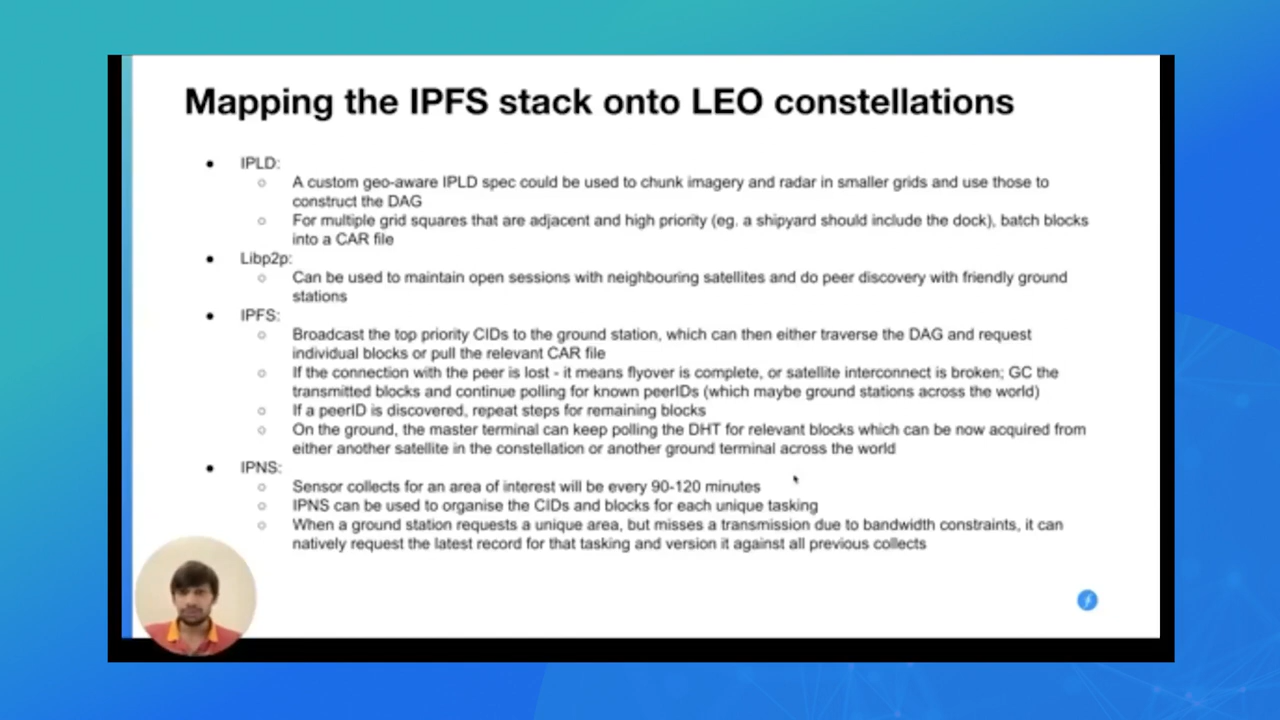 Mapping the IPFS stack onto LEO constellations
● IPLD:
○ A custom geo-aware IPLD spec could be used to chunk imagery and radar in smaller grids and use those to
construct the DAG
○ For multiple grid squares that are adjacent and high priority (eg. a shipyard should include the dock), batch blocks
into a CAR file
● Libp2p:
○ Can be used to maintain open sessions with neighbouring satellites and do peer discovery with friendly ground
stations
● IPFS:
○ Broadcast the top priority CIDs to the ground station, which can then either traverse the DAG and request
individual blocks or pull the relevant CAR file
○ If the connection with the peer is lost - it means flyover is complete, or satellite interconnect is broken; GC the
transmitted blocks and continue polling for known peerIDs (which maybe ground stations across the world)
○ If a peerID is discovered, repeat steps for remaining blocks
○ On the ground, the master terminal can keep polling the DHT for relevant blocks which can be now acquired from
either another satellite in the constellation or another ground terminal across the world
● IPNS:
○ Sensor collects for an area of interest will be every 90-120 minutes
○ IPNS can be used to organise the CIDs and blocks for each unique tasking
○ When a ground station requests a unique area, but misses a transmission due to bandwidth constraints, it can
natively request the latest record for that tasking and version it against all previous collects